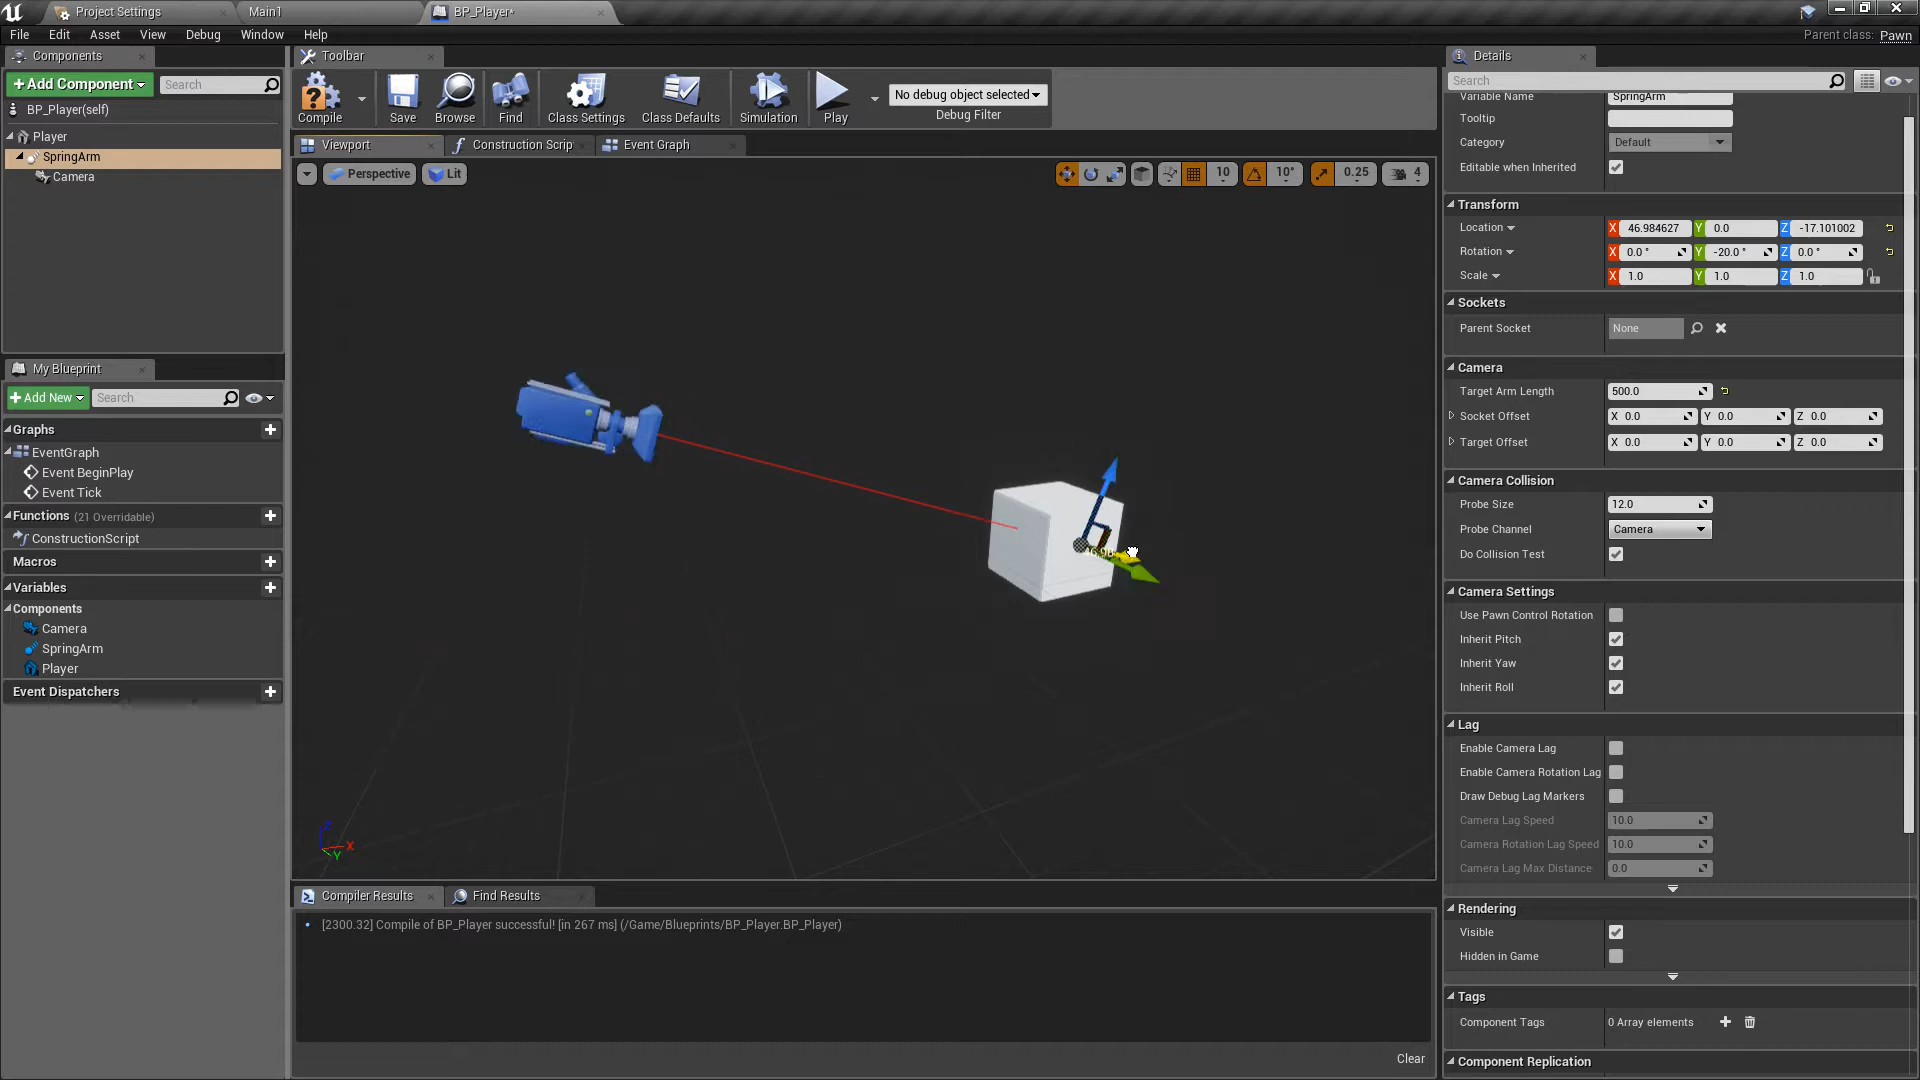 Project Settings
Main1
BP_Player*
File Edit Asset View Debug Window Help
Parent class: Pawn
Components
+Add Component
Search
BP_Player(self)
Player
SpringArm
Camera
My Blueprint
+Add New
Search
Graphs
EventGraph
Event BeginPlay
Event Tick
Functions (21 Overridable)
ConstructionScript
Macros
Variables
Components
Camera
SpringArm
Player
Event Dispatchers
Toolbar
Compile
Save
Browse
Find
Class Settings
Class Defaults
Simulation
Play
No debug object selected
Debug Filter
Viewport
Construction Scrip
Event Graph
Perspective
Lit
10
10°
0.25
4
Z
X
Y
Compiler Results
Find Results
• [2300.32] Compile of BP_Player successful! [in 267 ms] (/Game/Blueprints/BP_Player.BP_Player)
Clear
Details
Search
Variable Name SpringArm
Tooltip
Category Default
Editable when Inherited
Transform
Location X 46.984627 Y 0.0 Z -17.101002
Rotation X 0.0° Y -20.0° Z 0.0°
Scale X 1.0 Y 1.0 Z 1.0
Sockets
Parent Socket None
Camera
Target Arm Length 500.0
Socket Offset X 0.0 Y 0.0 Z 0.0
Target Offset X 0.0 Y 0.0 Z 0.0
Camera Collision
Probe Size 12.0
Probe Channel Camera
Do Collision Test
Camera Settings
Use Pawn Control Rotation
Inherit Pitch
Inherit Yaw
Inherit Roll
Lag
Enable Camera Lag
Enable Camera Rotation Lag
Draw Debug Lag Markers
Camera Lag Speed 10.0
Camera Rotation Lag Speed 10.0
Camera Lag Max Distance 0.0
Rendering
Visible
Hidden in Game
Tags
Component Tags 0 Array elements
Component Replication